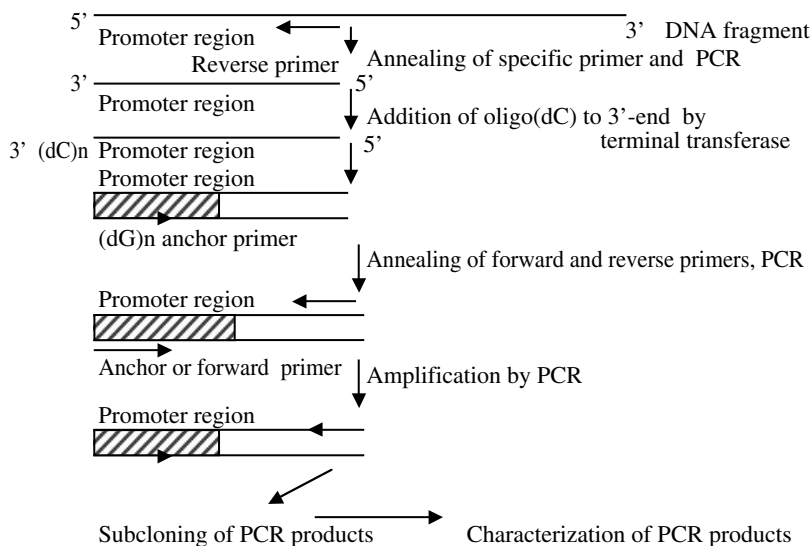 5’
3’ DNA fragment
Promoter region
Reverse primer
Annealing of specific primer and PCR
3’
5’
Promoter region
Addition of oligo(dC) to 3’-end by
terminal transferase
3’ (dC)n Promoter region
5’
Promoter region
(dG)n anchor primer
Annealing of forward and reverse primers, PCR
Promoter region
Anchor or forward primer
Amplification by PCR
Promoter region
Subcloning of PCR products
Characterization of PCR products